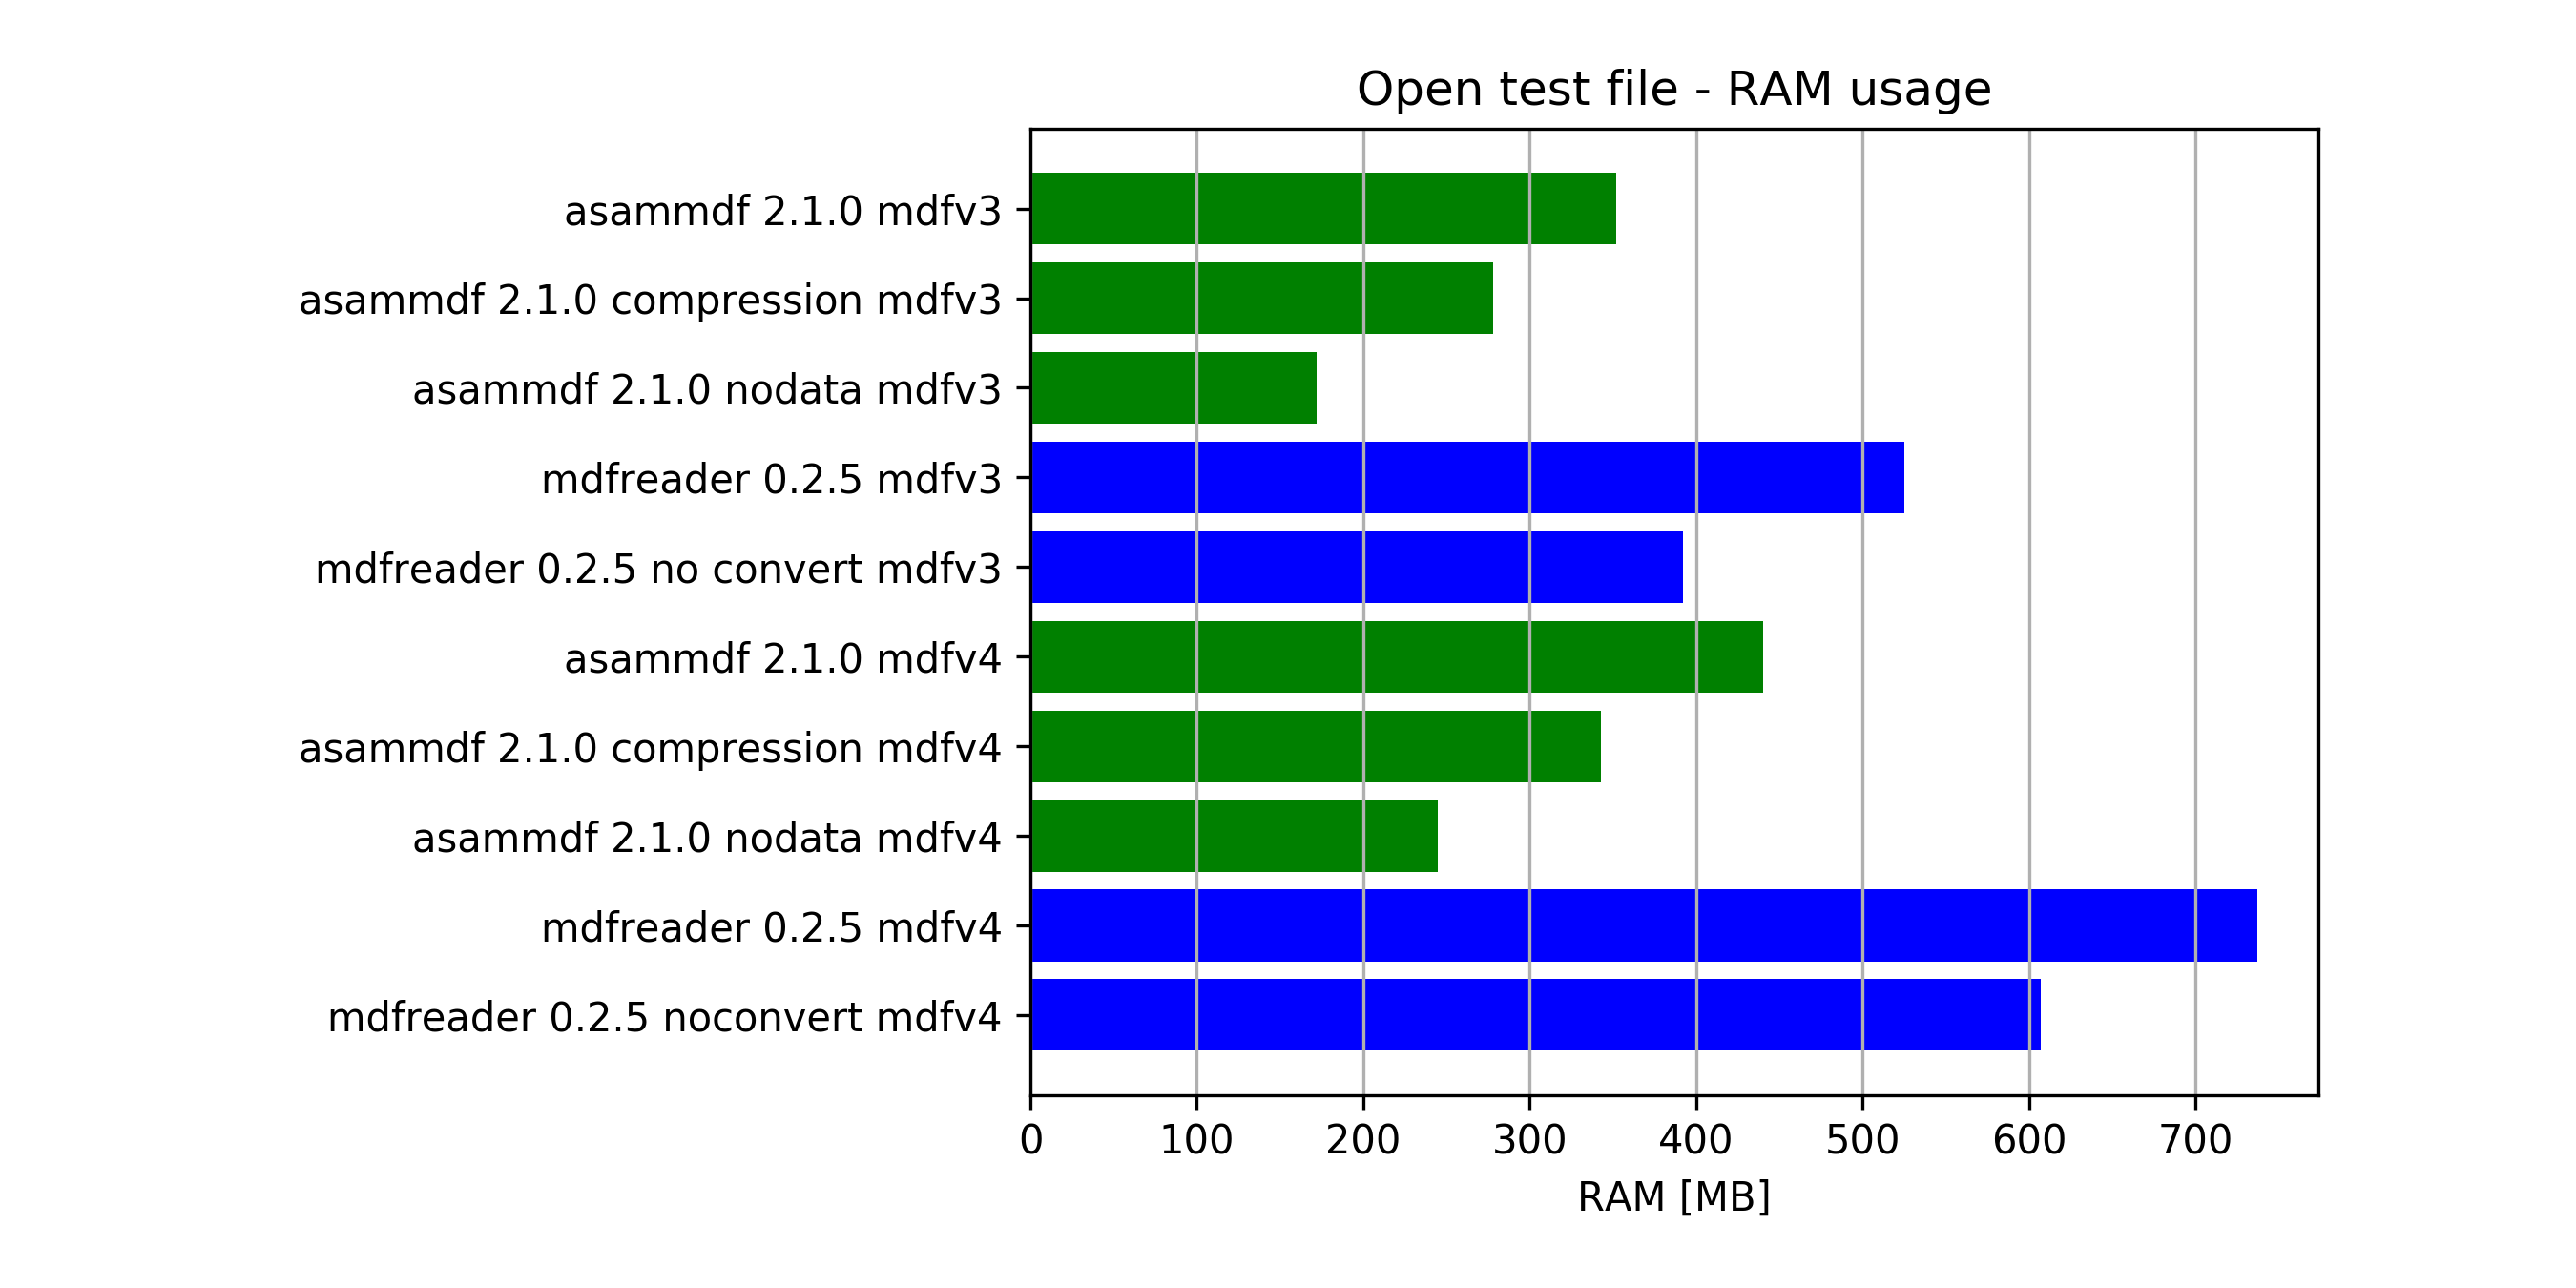 Open test file - RAM usage
asammdf 2.1.0 mdfv3
asammdf 2.1.0 compression mdfv3
asammdf 2.1.0 nodata mdfv3
mdfreader 0.2.5 mdfv3
mdfreader 0.2.5 no convert mdfv3
asammdf 2.1.0 mdfv4
asammdf 2.1.0 compression mdfv4
asammdf 2.1.0 nodata mdfv4
mdfreader 0.2.5 mdfv4
mdfreader 0.2.5 noconvert mdfv4
0 100 200 300 400 500 600 700
RAM [MB]